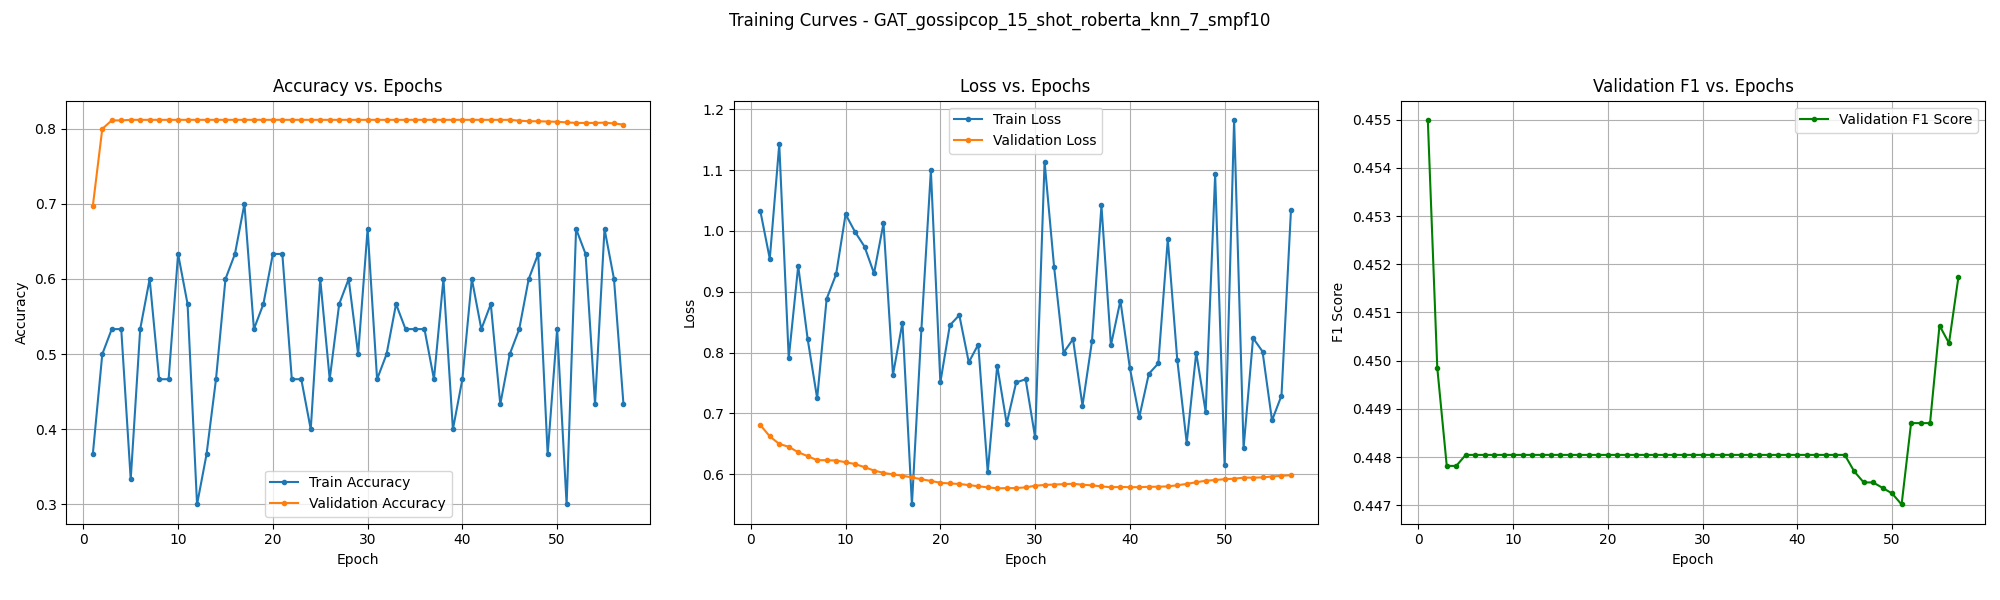 Training Curves - GAT_gossipcop_15_shot_roberta_knn_7_smpf10
Accuracy vs. Epochs
0.8
0.7
0.6
0.5
0.4
0.3
Accuracy
Train Accuracy
Validation Accuracy
0 10 20 30 40 50
Epoch
Loss vs. Epochs
1.2
1.1
1.0
0.9
0.8
0.7
0.6
Loss
Train Loss
Validation Loss
0 10 20 30 40 50
Epoch
Validation F1 vs. Epochs
0.455
0.454
0.453
0.452
0.451
0.450
0.449
0.448
0.447
F1 Score
Validation F1 Score
0 10 20 30 40 50
Epoch